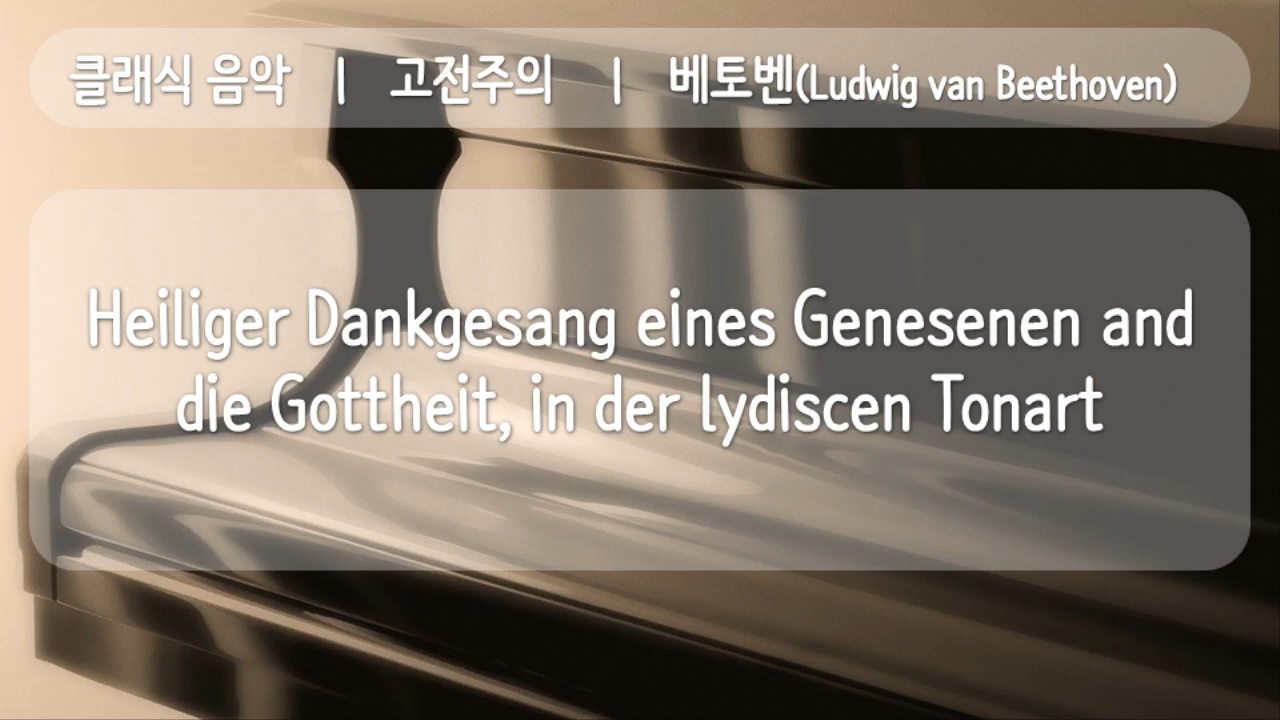 클래식 음악 | 고전주의 | 베토벤(Ludwig van Beethoven)
Heiliger Dankgesang eines Genesenen and
die Gottheit, in der lydiscen Tonart